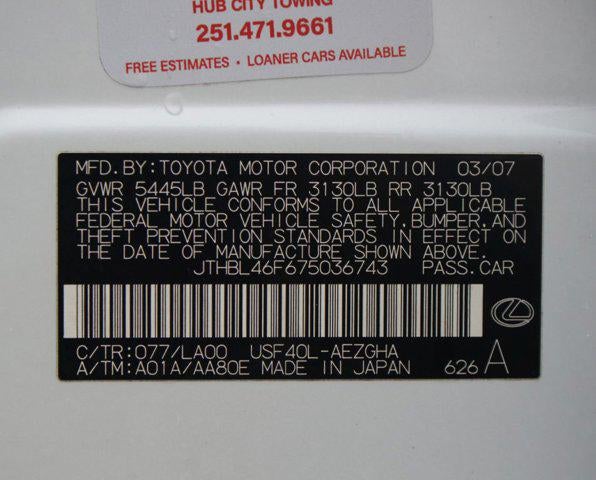 HUB CITY TOWING
251.471.9661
FREE ESTIMATES • LOANER CARS AVAILABLE
MFD.BY:TOYOTA MOTOR CORPORATION 03/07
GVWR 5445LB GAWR FR 3130LB RR 3130LB
THIS VEHICLE CONFORMS TO ALL APPLICABLE
FEDERAL MOTOR VEHICLE SAFETY,BUMPER,AND
THEFT PREVENTION STANDARDS IN EFFECT ON
THE DATE OF MANUFACTURE SHOWN ABOVE.
JTHBL46F675036743 PASS.CAR
C/TR:077/LA00 USF40L-AEZGHA
A/TM:A01A/AA80E MADE IN JAPAN 626 A